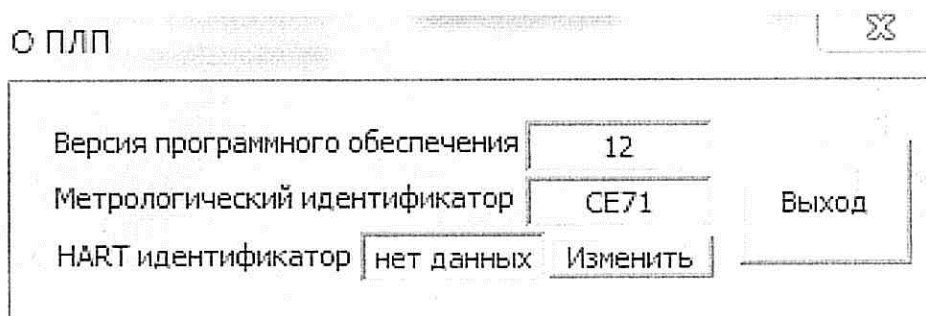 О ПЛП
Версия программного обеспечения 12
Метрологический идентификатор CE71
Выход
HART идентификатор нет данных Изменить